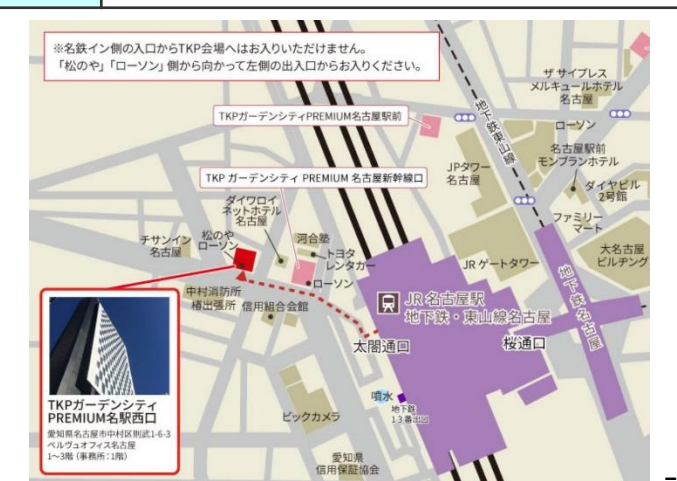 ※名鉄イン側の入口からTKP会場へはお入りいただけません。
「松のや」「ローソン」側から向かって左側の出入口からお入りください。
ザ サイプレス
メルキュールホテル
名古屋
TKPガーデンシティPREMIUM名古屋駅前
地下鉄東山線
ローソン
名古屋駅前
モンブランホテル
JPタワー
名古屋
TKP ガーデンシティ PREMIUM 名古屋新幹線口
ダイヤビル
2号館
ダイワロイ
ネットホテル
名古屋
ファミリー
マート
松のや
ローソン
チサンイン
名古屋
河合塾
トヨタ
レンタカー
大名古屋
ビルヂング
JR ゲートタワー
地下鉄名古屋
ローソン
中村消防所
椿出張所
信用組合会館
JR 名古屋駅
地下鉄・東山線名古屋
太閤通口
桜通口
噴水
地下鉄
13番出口
ビックカメラ
愛知県
信用保証協会
TKPガーデンシティ
PREMIUM名駅西口
愛知県名古屋市中村区則武1-6-3
ベルヴュオフィス名古屋
1~3階（事務所：1階）